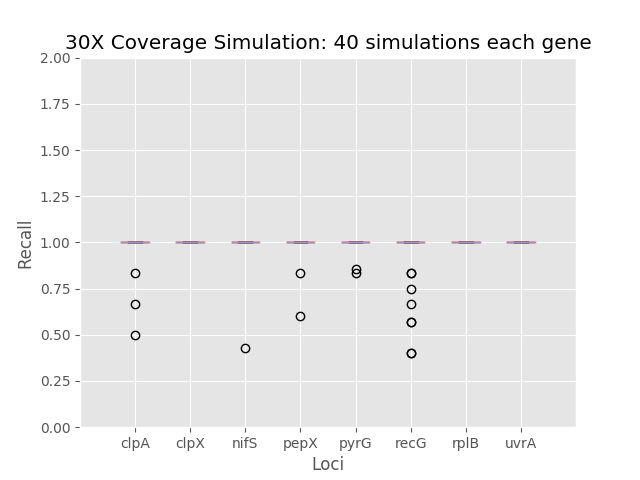 30X Coverage Simulation: 40 simulations each gene
2.00
1.75
1.50
1.25
1.00
0.75
0.50
0.25
0.00
Recall
clpA clpX nifS pepX pyrG recG rplB uvrA
Loci